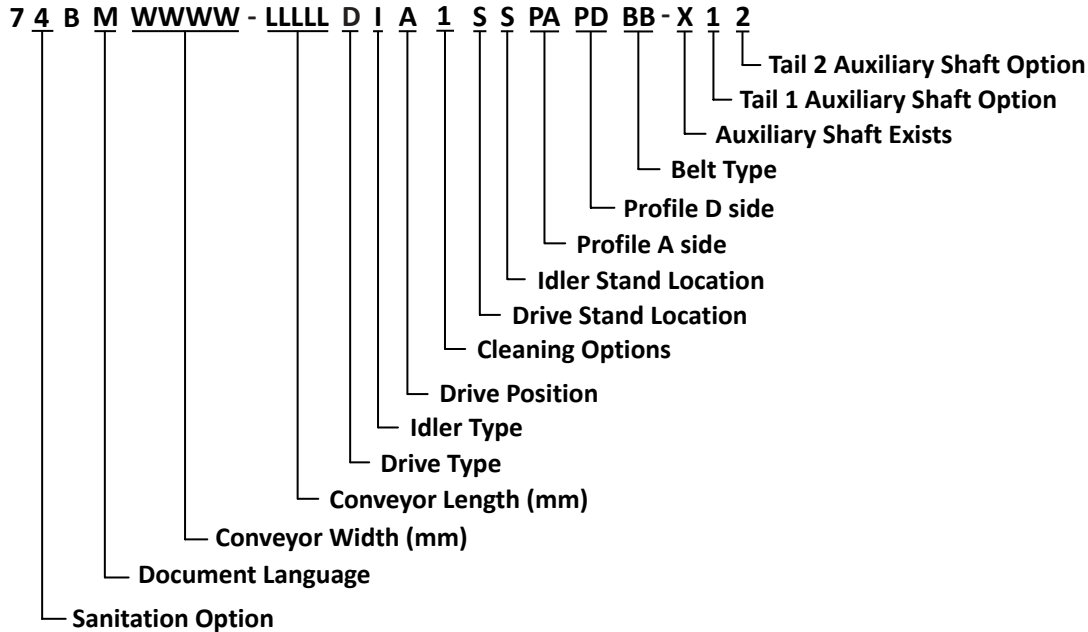 7 4 B M WWWW - LLLLL D I A 1 S S PA PD BB - X 1 2
Tail 2 Auxiliary Shaft Option
Tail 1 Auxiliary Shaft Option
Auxiliary Shaft Exists
Belt Type
Profile D side
Profile A side
Idler Stand Location
Drive Stand Location
Cleaning Options
Drive Position
Idler Type
Drive Type
Conveyor Length (mm)
Conveyor Width (mm)
Document Language
Sanitation Option